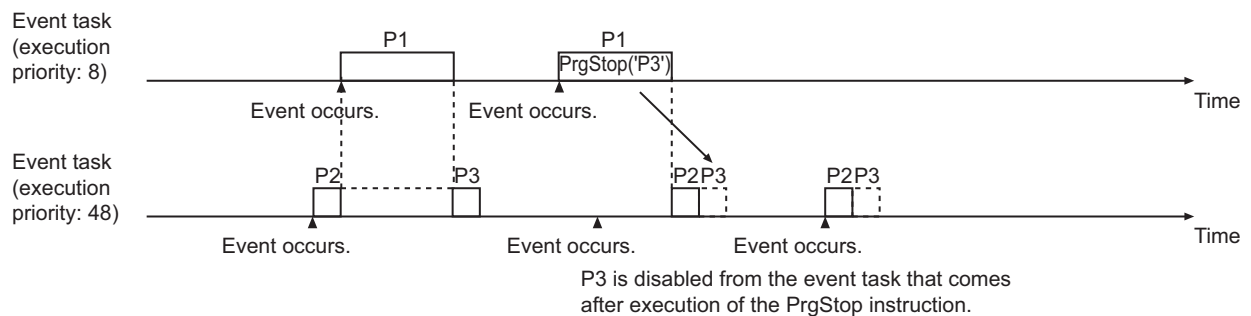 Event task
(execution
priority: 8)
P1
P1
PrgStop('P3')
Time
Event occurs.
Event occurs.
Event task
(execution
priority: 48)
P2
P3
P2 P3
P2 P3
Time
Event occurs.
Event occurs.
Event occurs.
P3 is disabled from the event task that comes
after execution of the PrgStop instruction.